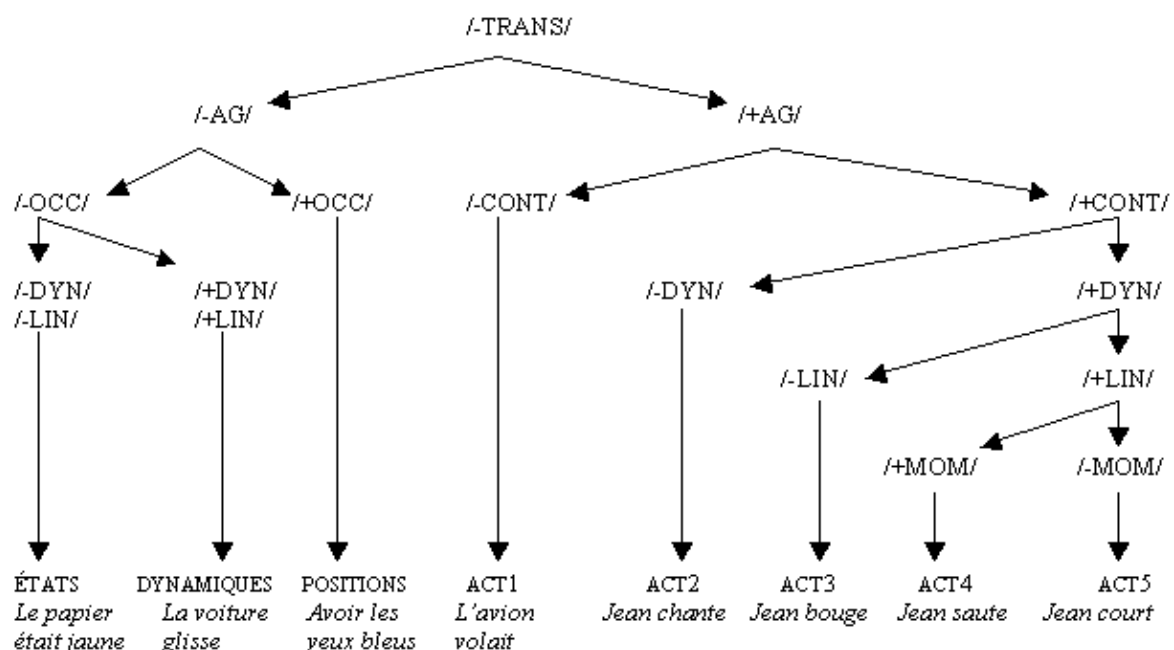 /-TRANS/
/-AG/ /+AG/
/-OCC/ /+OCC/ /-CONT/ /+CONT/
/-DYN/ /+DYN/ /-DYN/ /+DYN/
/-LIN/ /+LIN/
/-LIN/ /+LIN/
/+MOM/ /-MOM/
ÉTATS DYNAMIQUES POSITIONS ACT1 ACT2 ACT3 ACT4 ACT5
Le papier La voiture Avoir les L'avion Jean chante Jean bouge Jean saute Jean court
était jaune glisse yeux bleus volait